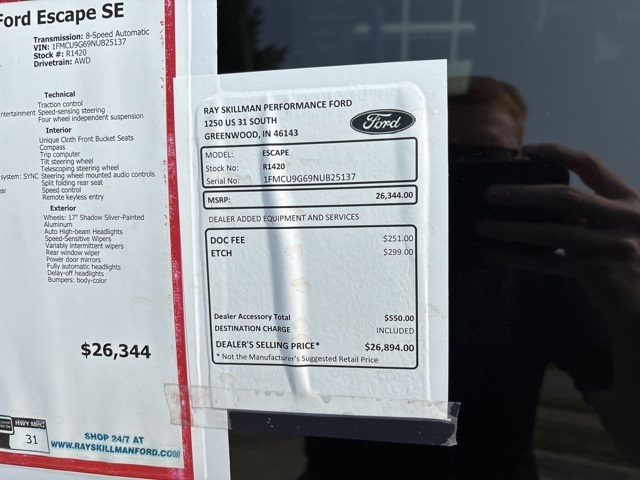 Ford Escape SE
Transmission: 8-Speed Automatic
VIN: 1FMCU9G69NUB25137
Stock #: R1420
Drivetrain: AWD
Technical
Traction control
Speed-sensing steering
Four wheel independent suspension
Interior
Unique Cloth Front Bucket Seats
Compass
Trip computer
Tilt steering wheel
Telescoping steering wheel
system: SYNC Steering wheel mounted audio controls
Split folding rear seat
Speed control
Remote keyless entry
Exterior
Wheels: 17" Shadow Silver-Painted
Aluminum
Auto High-beam Headlights
Speed-Sensitive Wipers
Variably intermittent wipers
Rear window wiper
Power door mirrors
Fully automatic headlights
Delay-off headlights
Bumpers: body-color
$26,344
HWY MPG
31
SHOP 24/7 AT
WWW.RAYSKILLMANFORD.COM
RAY SKILLMAN PERFORMANCE FORD
1250 US 31 SOUTH
GREENWOOD, IN 46143
Ford
MODEL: ESCAPE
Stock No: R1420
Serial No: 1FMCU9G69NUB25137
MSRP: 26,344.00
DEALER ADDED EQUIPMENT AND SERVICES
DOC FEE $251.00
ETCH $299.00
Dealer Accessory Total $550.00
DESTINATION CHARGE INCLUDED
DEALER'S SELLING PRICE* $26,894.00
* Not the Manufacturer's Suggested Retail Price